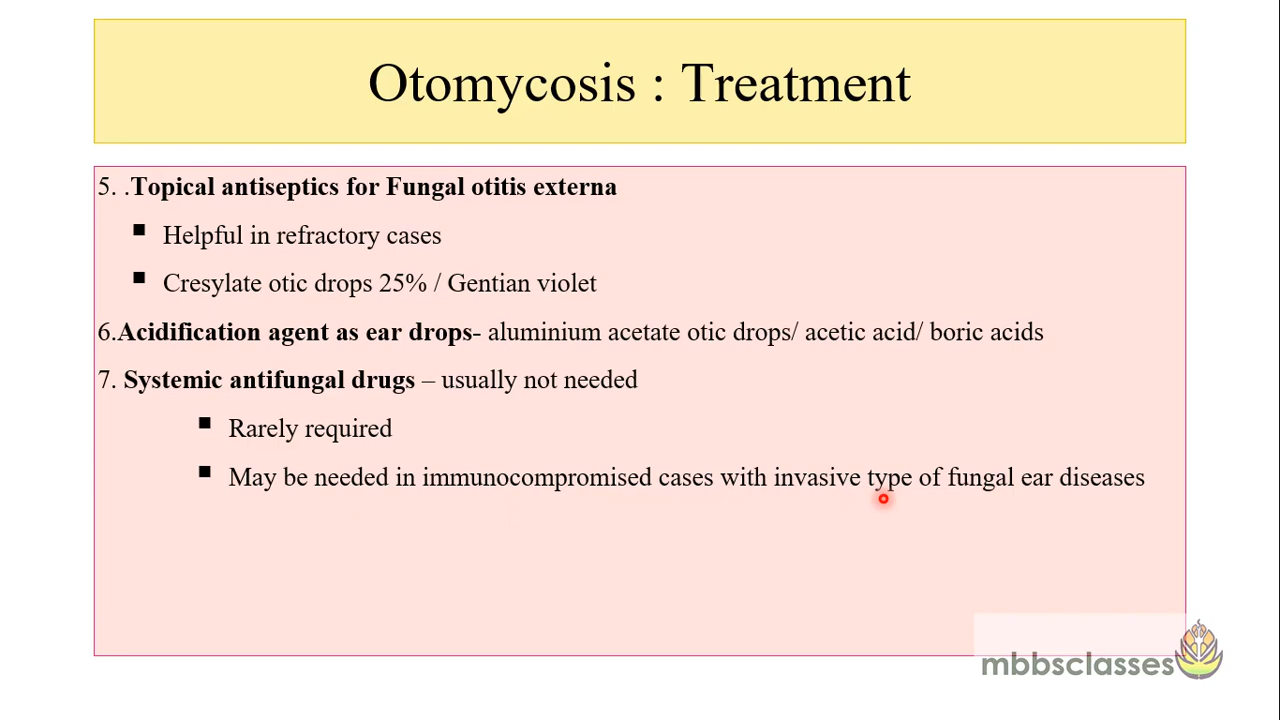 Otomycosis : Treatment
5. .Topical antiseptics for Fungal otitis externa
▪ Helpful in refractory cases
▪ Cresylate otic drops 25% / Gentian violet
6.Acidification agent as ear drops- aluminium acetate otic drops/ acetic acid/ boric acids
7. Systemic antifungal drugs – usually not needed
▪ Rarely required
▪ May be needed in immunocompromised cases with invasive type of fungal ear diseases
mbbsclasses